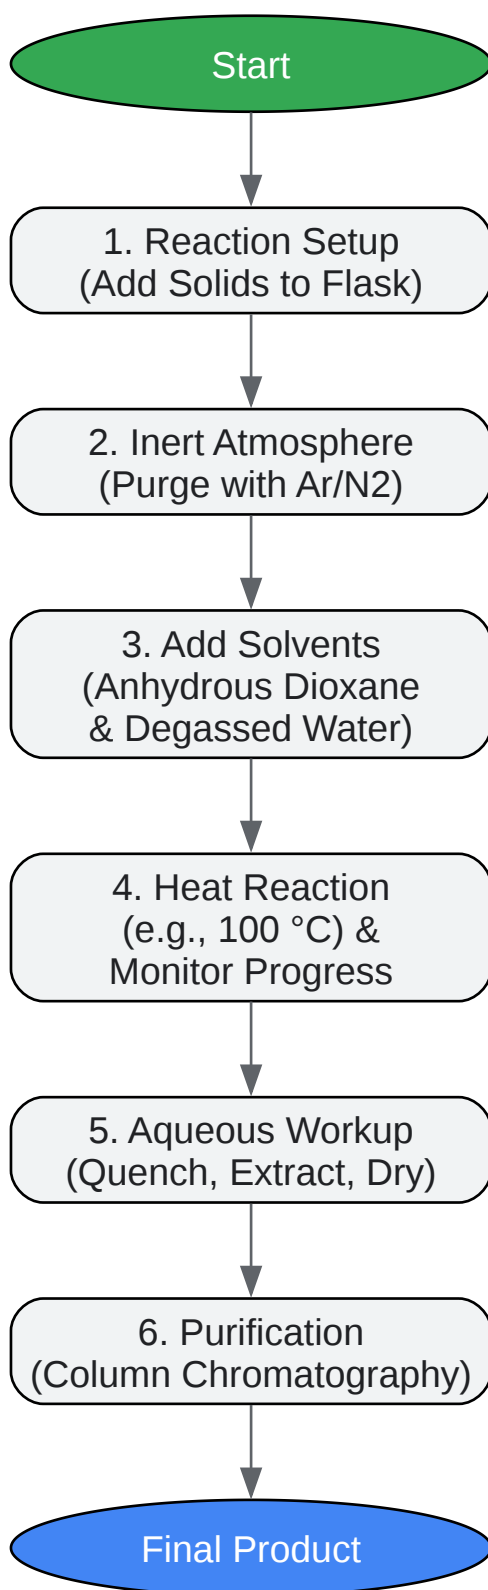 Start
1. Reaction Setup
(Add Solids to Flask)
2. Inert Atmosphere
(Purge with Ar/N2)
3. Add Solvents
(Anhydrous Dioxane
& Degassed Water)
4. Heat Reaction
(e.g., 100 °C) &
Monitor Progress
5. Aqueous Workup
(Quench, Extract, Dry)
6. Purification
(Column Chromatography)
Final Product